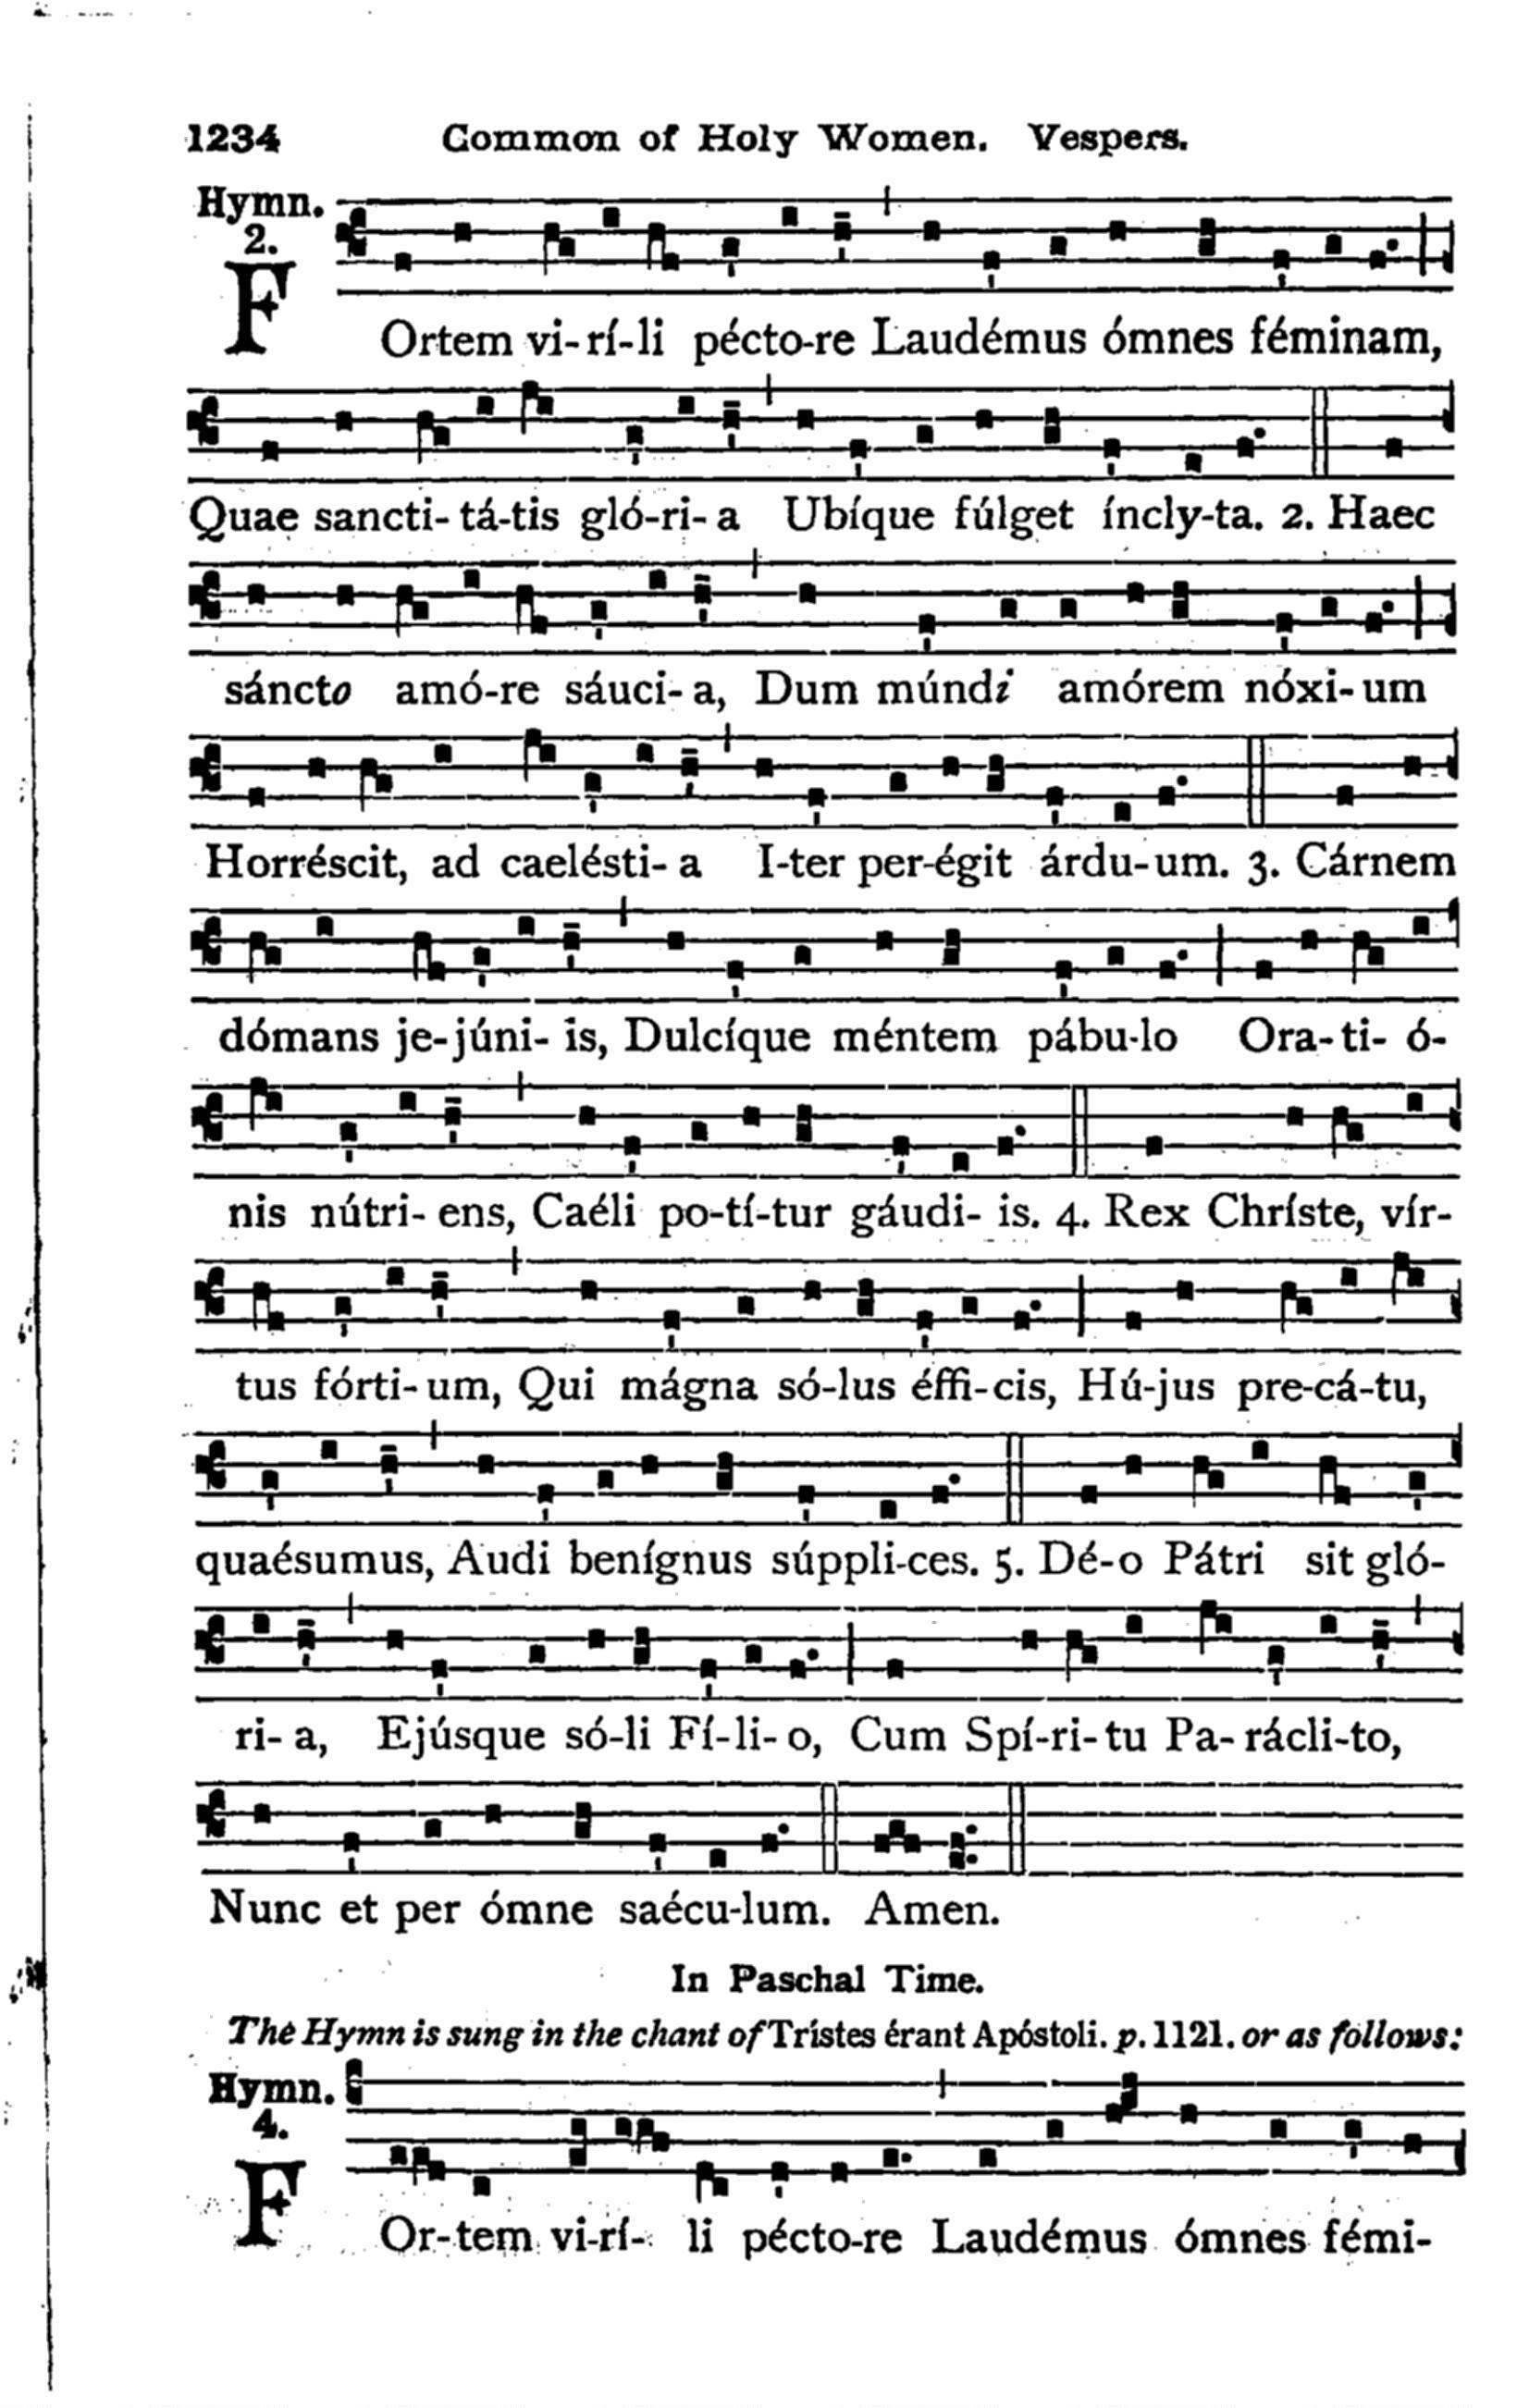 1234 Common of Holy Women. Vespers.
Hymn.
2.
FOrtem vi-rí-li pécto-re Laudémus ómnes féminam,
Quae sancti-tá-tis gló-ri-a Ubíque fúlget íncly-ta. 2. Haec
sáncto amó-re sáuci-a, Dum múndi amórem nóxi-um
Horréscit, ad caelésti-a I-ter per-égit árdu-um. 3. Cárnem
dómans je-júni-is, Dulcíque méntem pábu-lo Ora-ti-ó-
nis nútri-ens, Caéli po-tí-tur gáudi-is. 4. Rex Chríste, vír-
tus fórti-um, Qui mágna só-lus éffi-cis, Hú-jus pre-cá-tu,
quaésumus, Audi benígnus súppli-ces. 5. Dé-o Pátri sit gló-
ri-a, Ejúsque só-li Fí-li-o, Cum Spí-ri-tu Pa-rácli-to,
Nunc et per ómne saécu-lum. Amen.
In Paschal Time.
The Hymn is sung in the chant of Trístes érant Apóstoli. p. 1121. or as follows:
Hymn.
4.
FOr-tem vi-rí-li pécto-re Laudémus ómnes fémi-